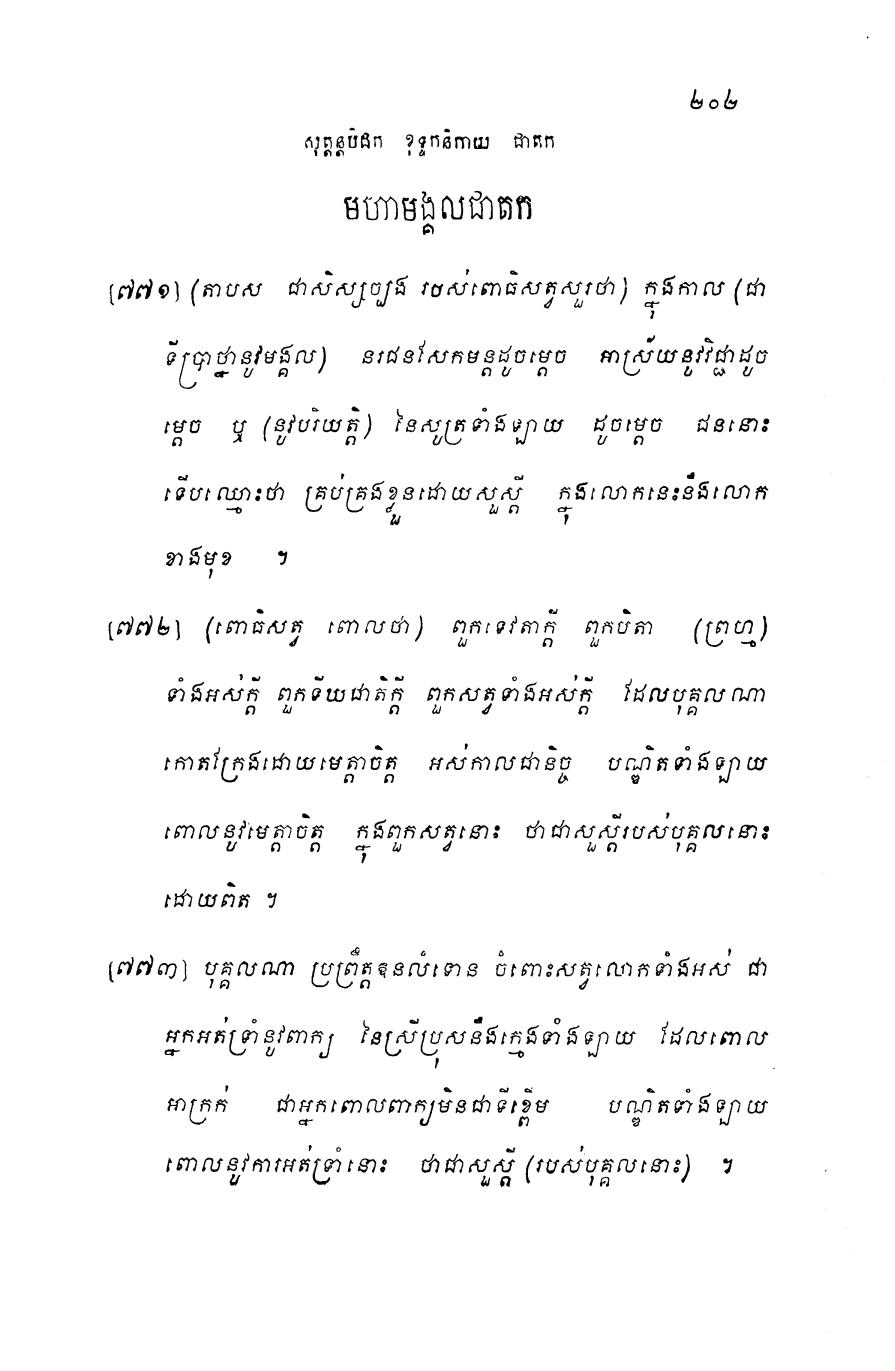 ២០២
សុត្តន្តបិដក ខុទ្ទកនិកាយ ជាតក
មហាមង្គលជាតក
[៧៧១] (តាបស ជាសិស្សច្បង របស់ពោធិសត្វសួរថា) ក្នុងកាល (ជា
ទីប្រាថ្នានូវមង្គល) នរជនសែកមន្តដូចម្តេច អាស្រ័យនូវវិជ្ជាដូច
ម្តេច ឬ (នូវបរិយត្តិ) នៃសូត្រទាំងឡាយ ដូចម្តេច ជននោះ
ទើបឈ្មោះថា គ្រប់គ្រងខ្លួនដោយសួស្តី ក្នុងលោកនេះនឹងលោក
ខាងមុខ ។
[៧៧២] (ពោធិសត្វ ពោលថា) ពួកទេវតាក្តី ពួកបិតា (ព្រហ្ម)
ទាំងអស់ក្តី ពួកទីឃជាតិក្តី ពួកសត្វទាំងអស់ក្តី ដែលបុគ្គលណា
កោតក្រែងដោយមេត្តាចិត្ត អស់កាលជានិច្ច បណ្ឌិតទាំងឡាយ
ពោលនូវមេត្តាចិត្ត ក្នុងពួកសត្វនោះ ថាជាសួស្តីរបស់បុគ្គលនោះ
ដោយពិត ។
[៧៧៣] បុគ្គលណា ប្រព្រឹត្តឱនលំទោន ចំពោះសត្វលោកទាំងអស់ ជា
អ្នកអត់ទ្រាំនូវពាក្យ នៃស្រីប្រុសនឹងក្មេងទាំងឡាយ ដែលពោល
អាក្រក់ ជាអ្នកពោលពាក្យមិនជាទីខ្ពើម បណ្ឌិតទាំងឡាយ
ពោលនូវការអត់ទ្រាំនោះ ថាជាសួស្តី (របស់បុគ្គលនោះ) ។